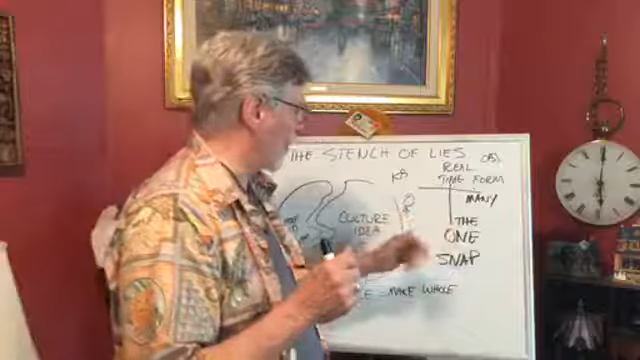 THE STENCH OF LIES
REAL
TIME FORM
MANY
CULTURE
IDEA
THE
ONE
SNAP
MAKE WHOLE